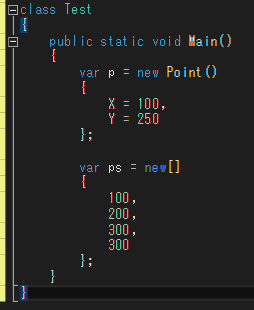 class Test
{
    public static void Main()
    {
        var p = new Point()
        {
            X = 100,
            Y = 250
        };

        var ps = new[]
        {
            100,
            200,
            300,
            300
        };
    }
}